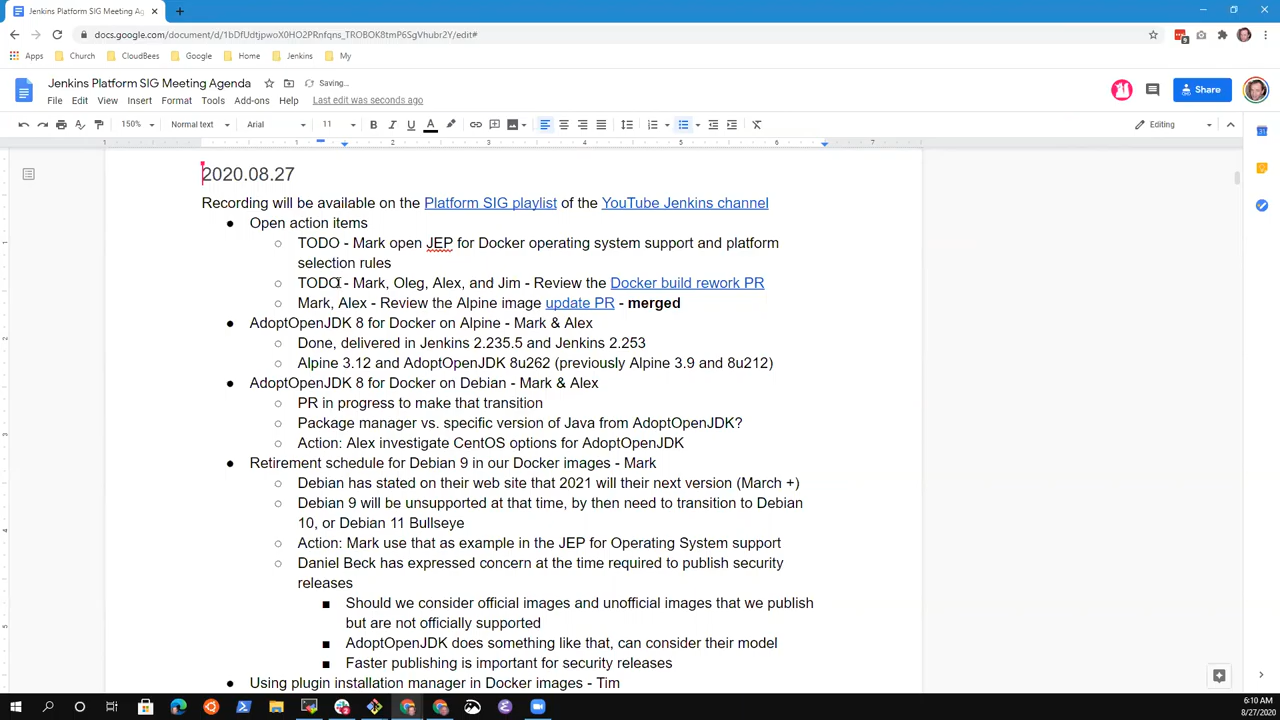 Jenkins Platform SIG Meeting Ag
docs.google.com/document/d/1bDfUdtjpwoX0HO2PRnfqns_TROBOK8tmP6SgVhubr2Y/edit#
Apps Church CloudBees Google Home Jenkins My
Jenkins Platform SIG Meeting Agenda Saving...
File Edit View Insert Format Tools Add-ons Help Last edit was seconds ago
Share
150% Normal text Arial 11 B I U A Editing
1 1 2 3 4 5 6 7
2020.08.27
Recording will be available on the Platform SIG playlist of the YouTube Jenkins channel
● Open action items
○ TODO - Mark open JEP for Docker operating system support and platform
selection rules
○ TODO - Mark, Oleg, Alex, and Jim - Review the Docker build rework PR
○ Mark, Alex - Review the Alpine image update PR - merged
● AdoptOpenJDK 8 for Docker on Alpine - Mark & Alex
○ Done, delivered in Jenkins 2.235.5 and Jenkins 2.253
○ Alpine 3.12 and AdoptOpenJDK 8u262 (previously Alpine 3.9 and 8u212)
● AdoptOpenJDK 8 for Docker on Debian - Mark & Alex
○ PR in progress to make that transition
○ Package manager vs. specific version of Java from AdoptOpenJDK?
○ Action: Alex investigate CentOS options for AdoptOpenJDK
● Retirement schedule for Debian 9 in our Docker images - Mark
○ Debian has stated on their web site that 2021 will their next version (March +)
○ Debian 9 will be unsupported at that time, by then need to transition to Debian
10, or Debian 11 Bullseye
○ Action: Mark use that as example in the JEP for Operating System support
○ Daniel Beck has expressed concern at the time required to publish security
releases
■ Should we consider official images and unofficial images that we publish
but are not officially supported
■ AdoptOpenJDK does something like that, can consider their model
■ Faster publishing is important for security releases
● Using plugin installation manager in Docker images - Tim
6:10 AM
8/27/2020